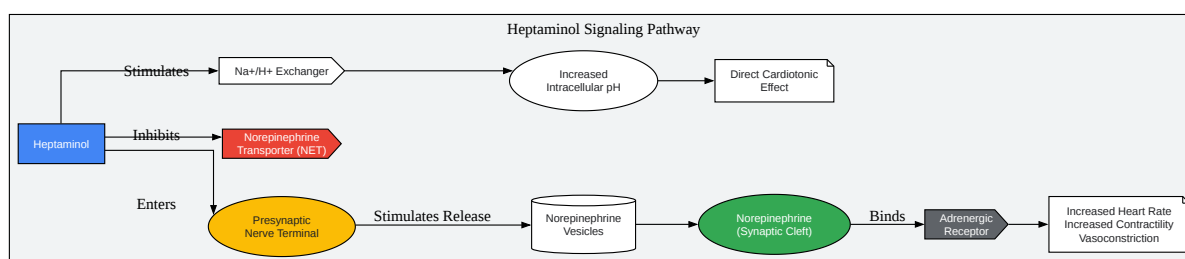 Heptaminol Signaling Pathway
Stimulates
Na+/H+ Exchanger
Increased
Intracellular pH
Direct Cardiotonic
Effect
Heptaminol
Inhibits
Norepinephrine
Transporter (NET)
Enters
Presynaptic
Nerve Terminal
Stimulates Release
Norepinephrine
Vesicles
Norepinephrine
(Synaptic Cleft)
Binds
Adrenergic
Receptor
Increased Heart Rate
Increased Contractility
Vasoconstriction